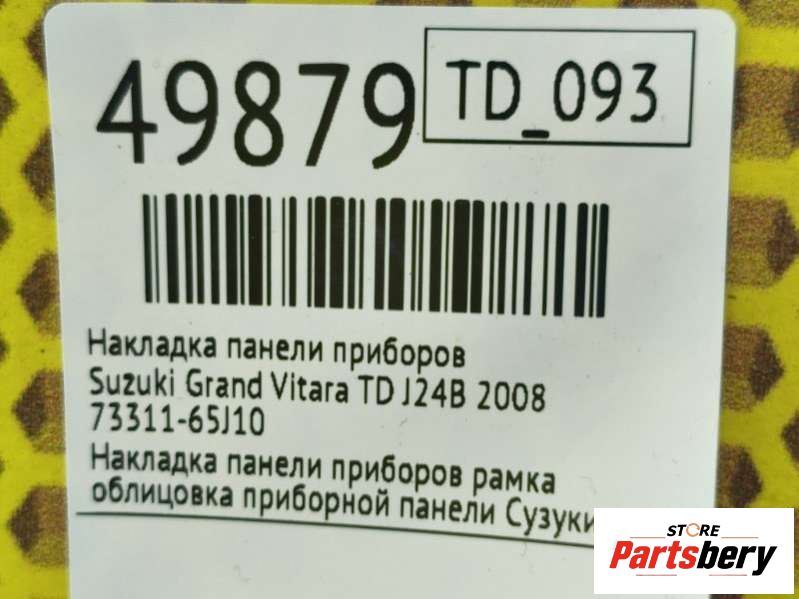 49879
TD_093
Накладка панели приборов
Suzuki Grand Vitara TD J24B 2008
73311-65J10
Накладка панели приборов рамка
облицовка приборной панели Сузуки
STORE
Partsbery